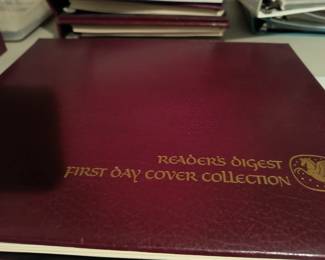 Reader's Digest
First Day Cover Collection